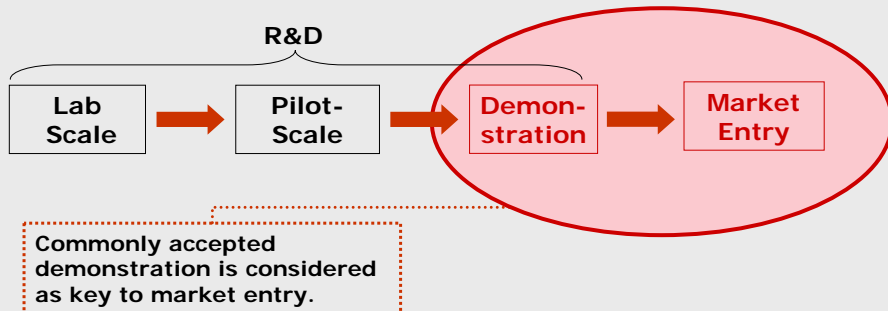 R&D
Lab
Scale
Pilot-
Scale
Demon-
stration
Market
Entry
Commonly accepted
demonstration is considered
as key to market entry.